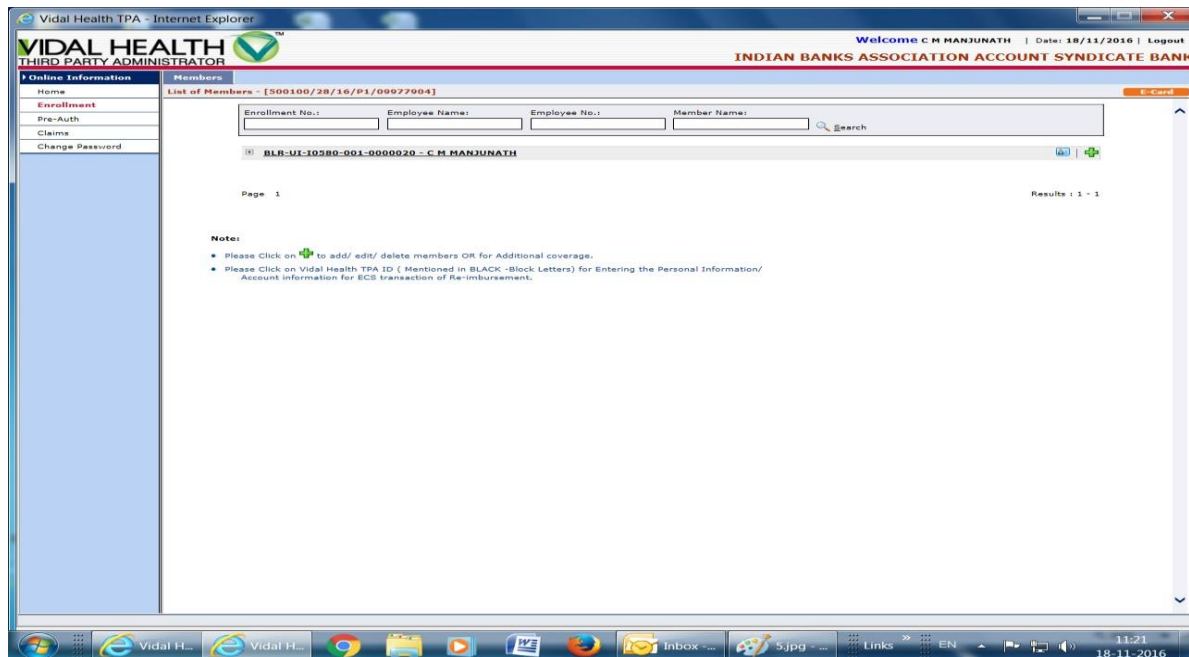 Vidal Health TPA - Internet Explorer
VIDAL HEALTH TM
THIRD PARTY ADMINISTRATOR
Welcome C M MANJUNATH | Date: 18/11/2016 | Logout
INDIAN BANKS ASSOCIATION ACCOUNT SYNDICATE BANK
Online Information
Home
Enrollment
Pre-Auth
Claims
Change Password
Members
List of Members - [500100/28/16/P1/09977904]
E-Card
Enrollment No.: Employee Name: Employee No.: Member Name:
Search
BLR-UI-I0580-001-0000020 - C M MANJUNATH
Page 1
Results : 1 - 1
Note:
Please Click on to add/ edit/ delete members OR for Additional coverage.
Please Click on Vidal Health TPA ID ( Mentioned in BLACK -Block Letters) for Entering the Personal Information/
Account information for ECS transaction of Re-imbursement.
Vidal H... Vidal H... Inbox -... 5.jpg - ... Links » EN 11:21
18-11-2016